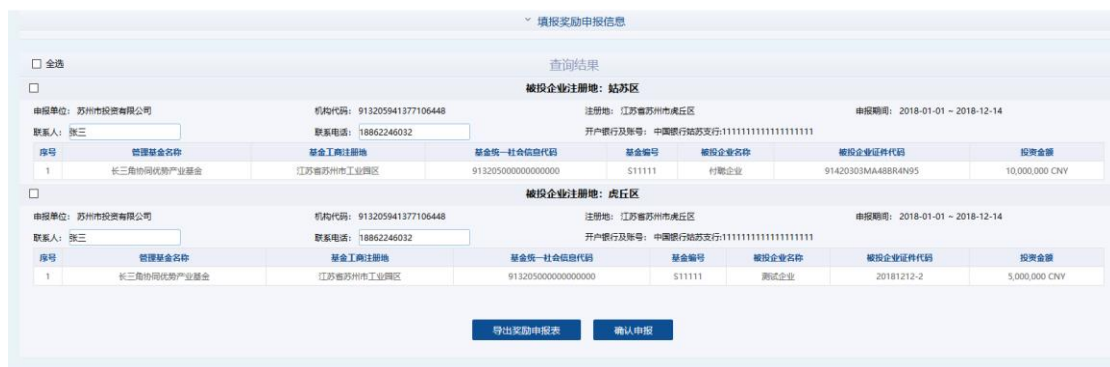 填报奖励申报信息
全选 查询结果
被投企业注册地：姑苏区
申报单位：苏州市投资有限公司 机构代码：913205941377106448 注册地：江苏省苏州市虎丘区 申报期间：2018-01-01 ~ 2018-12-14
联系人：张三 联系电话：18862246032 开户银行及账号：中国银行姑苏支行:1111111111111111111
序号 管理基金名称 基金工商注册地 基金统一社会信息代码 基金编号 被投企业名称 被投企业证件代码 投资金额
1 长三角协同优势产业基金 江苏省苏州市工业园区 913205000000000000 S11111 付聪企业 91420303MA48BR4N95 10,000,000 CNY
被投企业注册地：虎丘区
申报单位：苏州市投资有限公司 机构代码：913205941377106448 注册地：江苏省苏州市虎丘区 申报期间：2018-01-01 ~ 2018-12-14
联系人：张三 联系电话：18862246032 开户银行及账号：中国银行姑苏支行:1111111111111111111
序号 管理基金名称 基金工商注册地 基金统一社会信息代码 基金编号 被投企业名称 被投企业证件代码 投资金额
1 长三角协同优势产业基金 江苏省苏州市工业园区 913205000000000000 S11111 测试企业 20181212-2 5,000,000 CNY
导出奖励申报表 确认申报